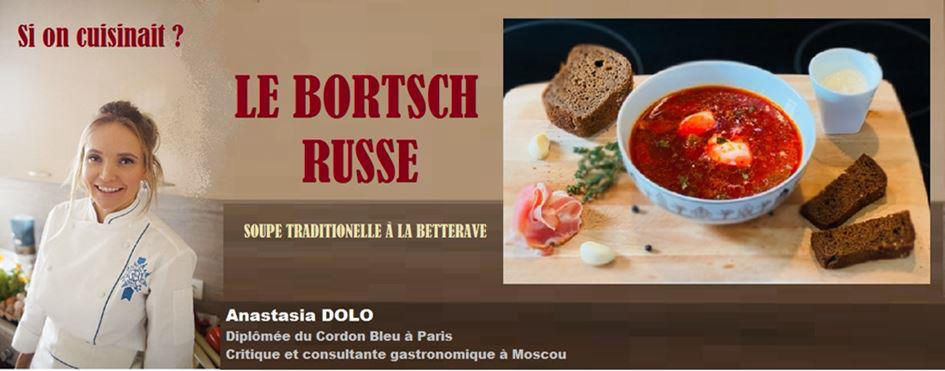 Si on cuisinait ?
LE BORTSCH
RUSSE
SOUPE TRADITIONELLE À LA BETTERAVE
Anastasia DOLO
Diplômée du Cordon Bleu à Paris
Critique et consultante gastronomique à Moscou